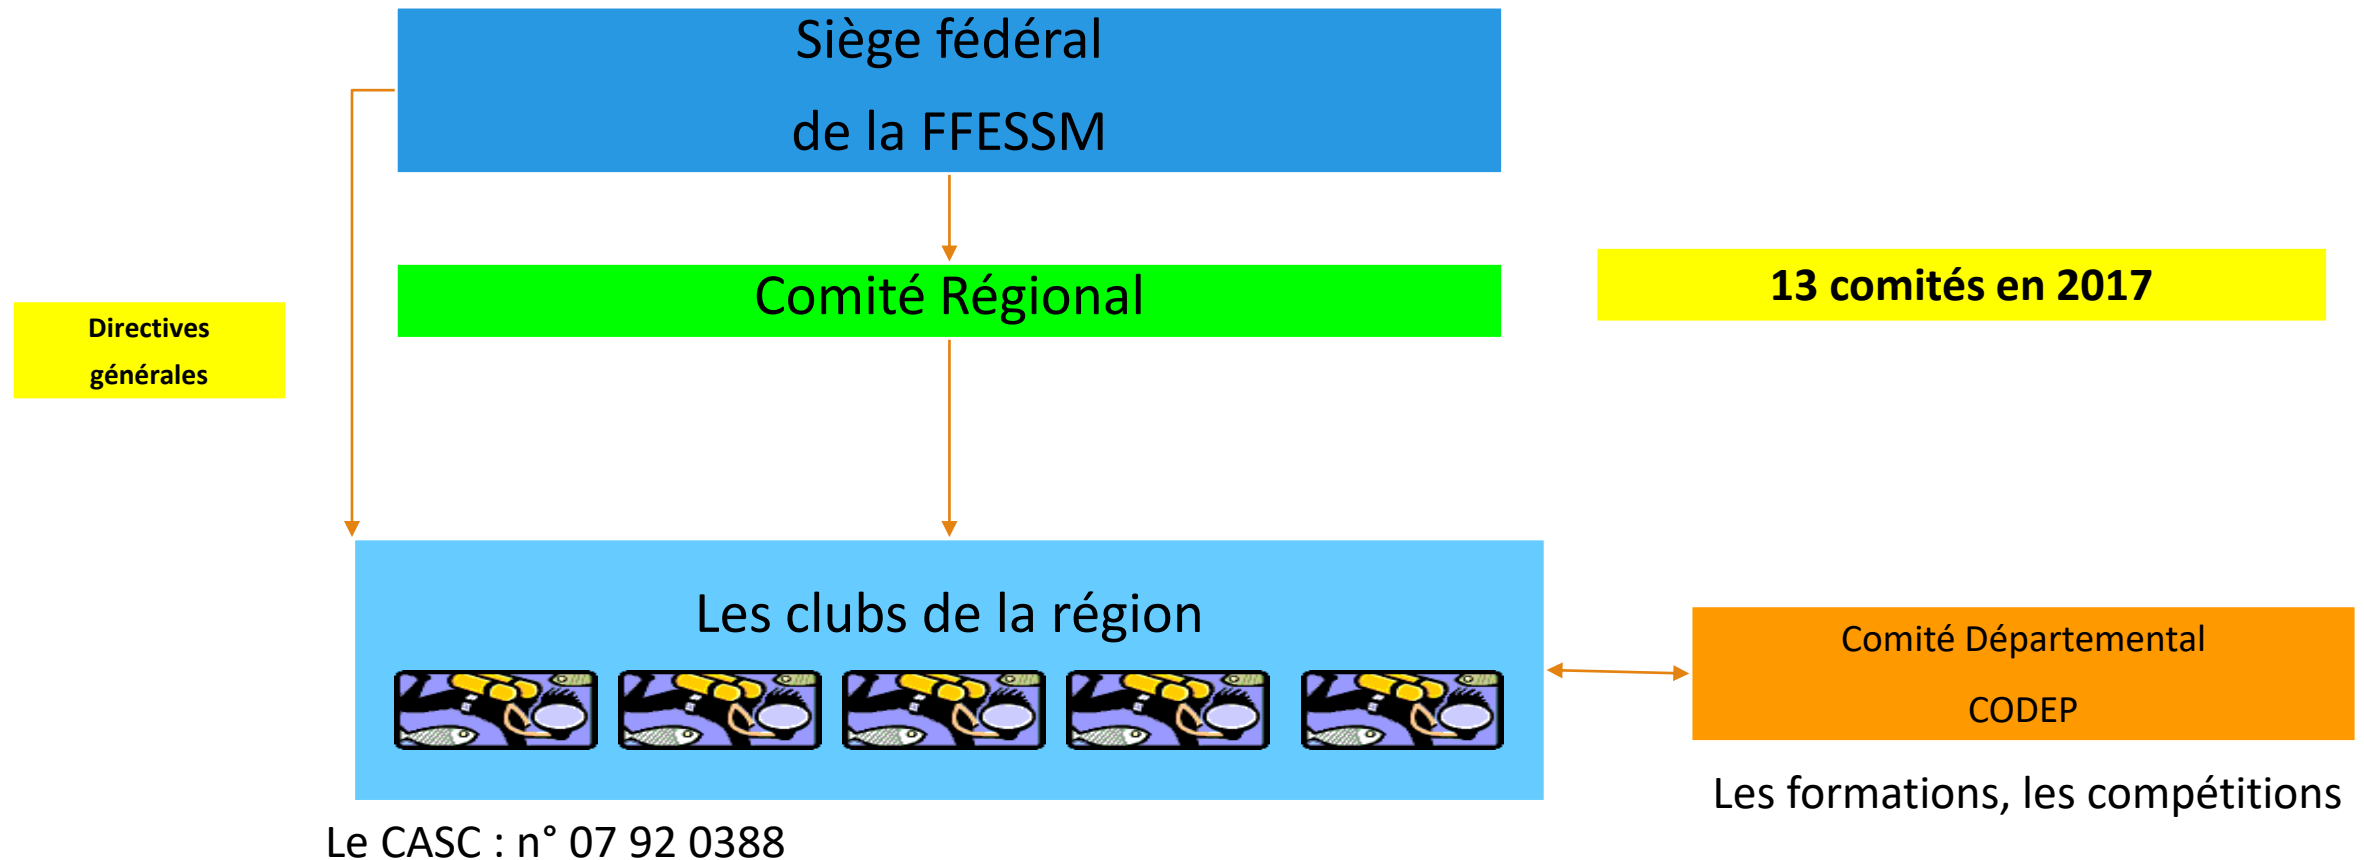 Siège fédéral
de la FFESSM
Directives
générales
Comité Régional
13 comités en 2017
Les clubs de la région
Comité Départemental
CODEP
Les formations, les compétitions
Le CASC : n° 07 92 0388